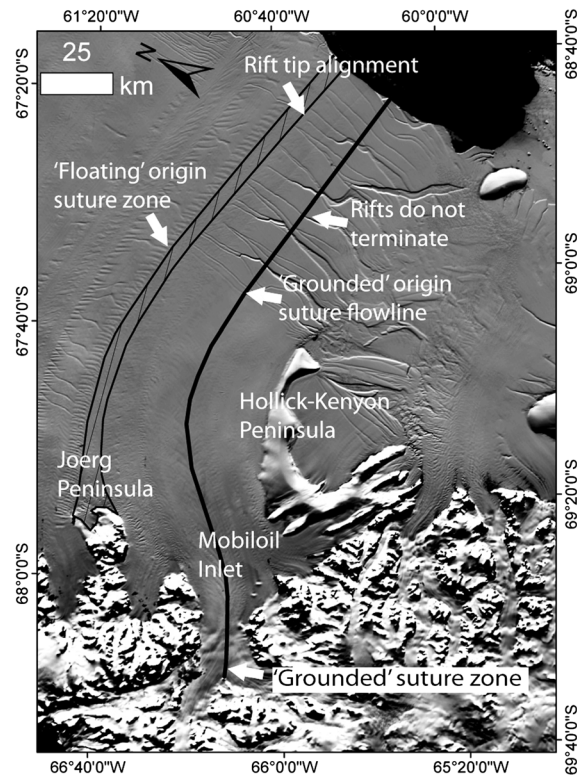 61°20'0"W
60°40'0"W
60°0'0"W
68°40'0"S
67°20'0"S
N
25
km
Rift tip alignment
'Floating' origin
suture zone
Rifts do not
terminate
69°0'0"S
'Grounded' origin
suture flowline
67°40'0"S
Hollick-Kenyon
Peninsula
Joerg
Peninsula
69°20'0"S
Mobiloil
Inlet
68°0'0"S
'Grounded' suture zone
69°40'0"S
66°40'0"W
66°0'0"W
65°20'0"W